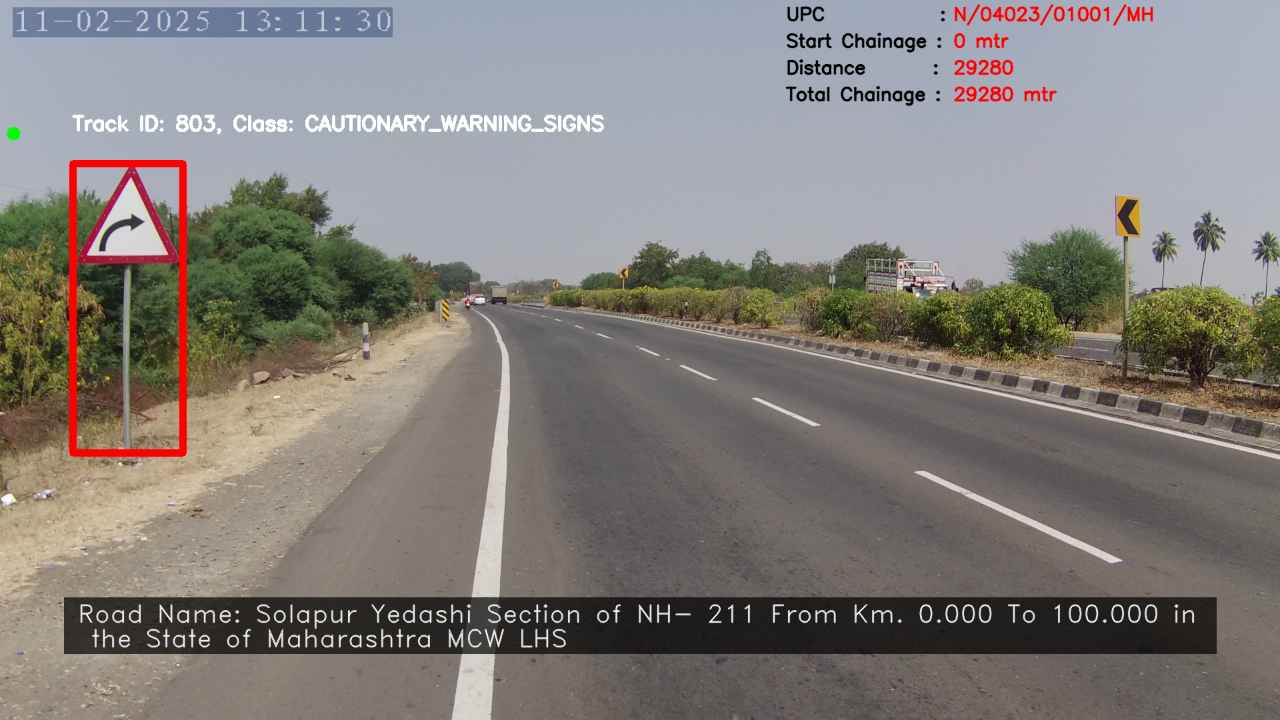 11-02-2025 13:11:30
UPC : N/04023/01001/MH
Start Chainage : 0 mtr
Distance : 29280
Total Chainage : 29280 mtr
Track ID: 803, Class: CAUTIONARY_WARNING_SIGNS
Road Name: Solapur Yedashi Section of NH- 211 From Km. 0.000 To 100.000 in
the State of Maharashtra MCW LHS